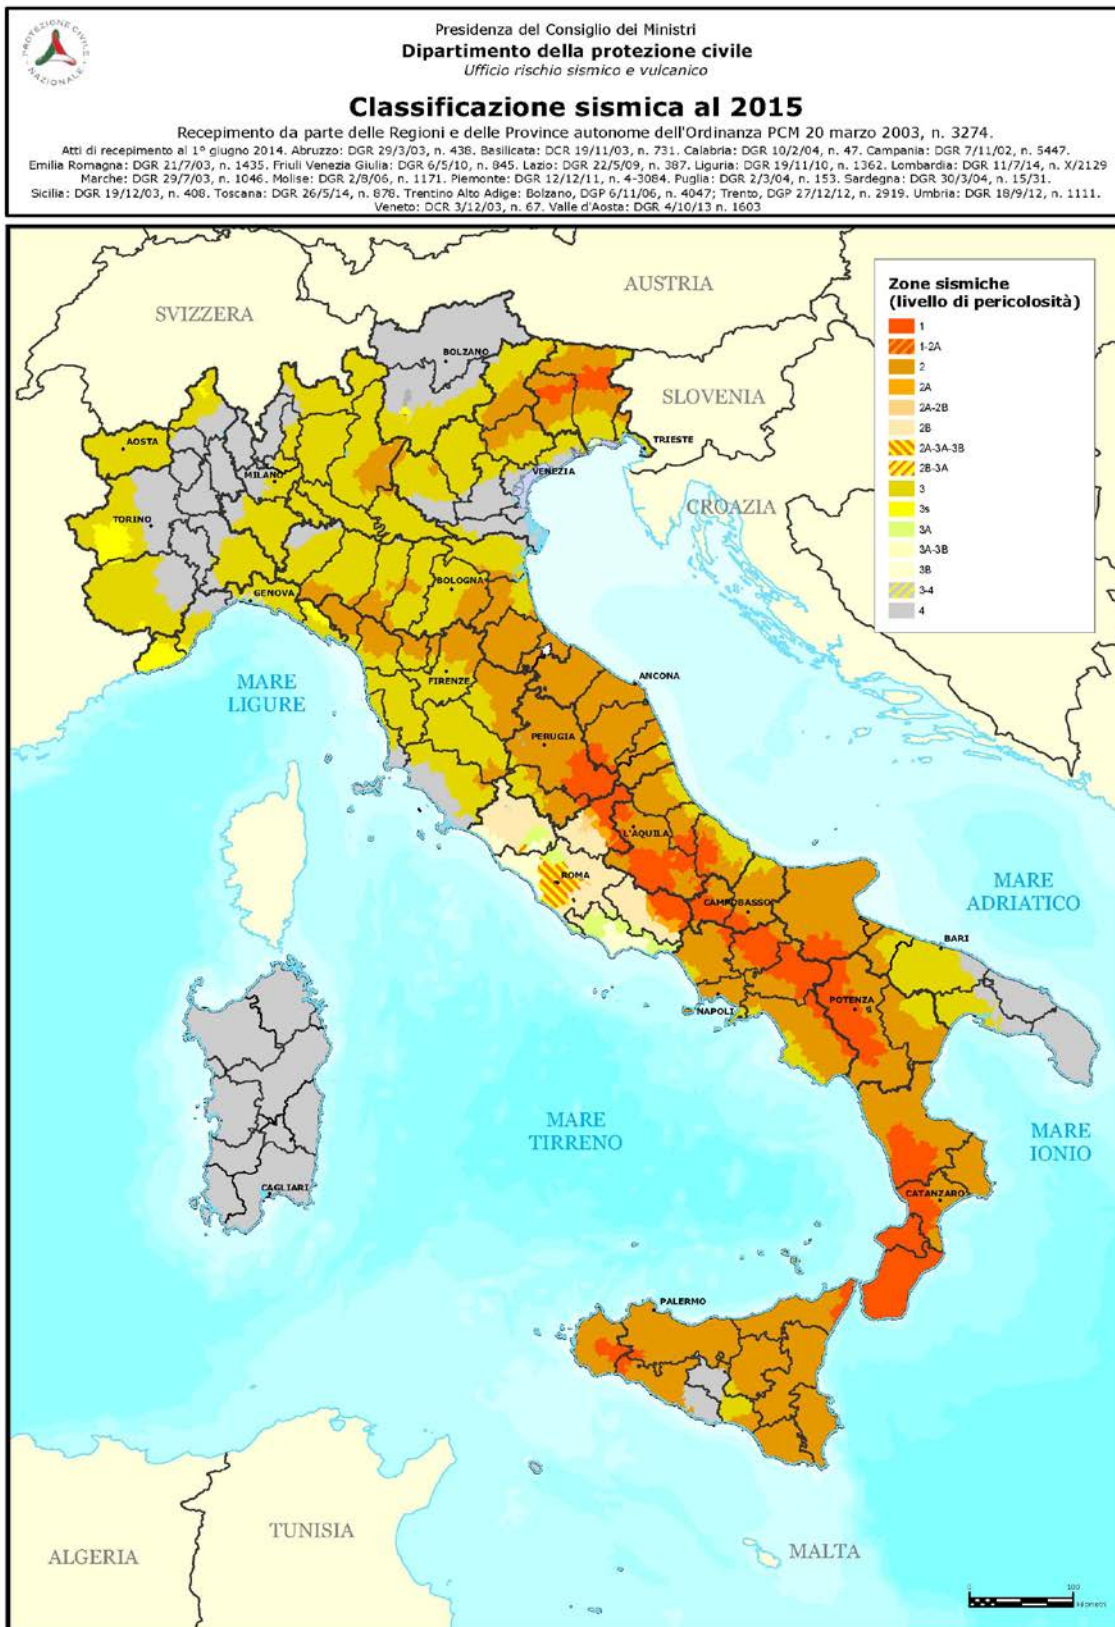 PROTEZIONE CIVILE
NAZIONALE
Presidenza del Consiglio dei Ministri
Dipartimento della protezione civile
Ufficio rischio sismico e vulcanico
Classificazione sismica al 2015
Recepimento da parte delle Regioni e delle Province autonome dell'Ordinanza PCM 20 marzo 2003, n. 3274.
Atti di recepimento al 1° giugno 2014. Abruzzo: DGR 29/3/03, n. 438. Basilicata: DCR 19/11/03, n. 731. Calabria: DGR 10/2/04, n. 47. Campania: DGR 7/11/02, n. 5447.
Emilia Romagna: DGR 21/7/03, n. 1435. Friuli Venezia Giulia: DGR 6/5/10, n. 845. Lazio: DGR 22/5/09, n. 387. Liguria: DGR 19/11/10, n. 1362. Lombardia: DGR 11/7/14, n. X/2129
Marche: DGR 29/7/03, n. 1046. Molise: DGR 2/8/06, n. 1171. Piemonte: DGR 12/12/11, n. 4-3084. Puglia: DGR 2/3/04, n. 153. Sardegna: DGR 30/3/04, n. 15/31.
Sicilia: DGR 19/12/03, n. 408. Toscana: DGR 26/5/14, n. 878. Trentino Alto Adige: Bolzano, DGP 6/11/06, n. 4047; Trento, DGP 27/12/12, n. 2919. Umbria: DGR 18/9/12, n. 1111.
Veneto: DCR 3/12/03, n. 67. Valle d'Aosta: DGR 4/10/13 n. 1603
AUSTRIA
SVIZZERA
Zone sismiche
(livello di pericolosità)
1
1-2A
2
2A
2A-2B
2B
2A-3A-3B
2B-3A
3
3s
3A
3A-3B
3B
3-4
4
BOLZANO
SLOVENIA
AOSTA
TRIESTE
MILANO
VENEZIA
CROAZIA
TORINO
BOLOGNA
GENOVA
FIRENZE
ANCONA
MARE
LIGURE
PERUGIA
L'AQUILA
ROMA
MARE
ADRIATICO
CAMPOBASSO
BARI
NAPOLI
POTENZA
MARE
TIRRENO
MARE
IONIO
CAGLIARI
CATANZARO
PALERMO
TUNISIA
ALGERIA
MALTA
0
100
kilometri